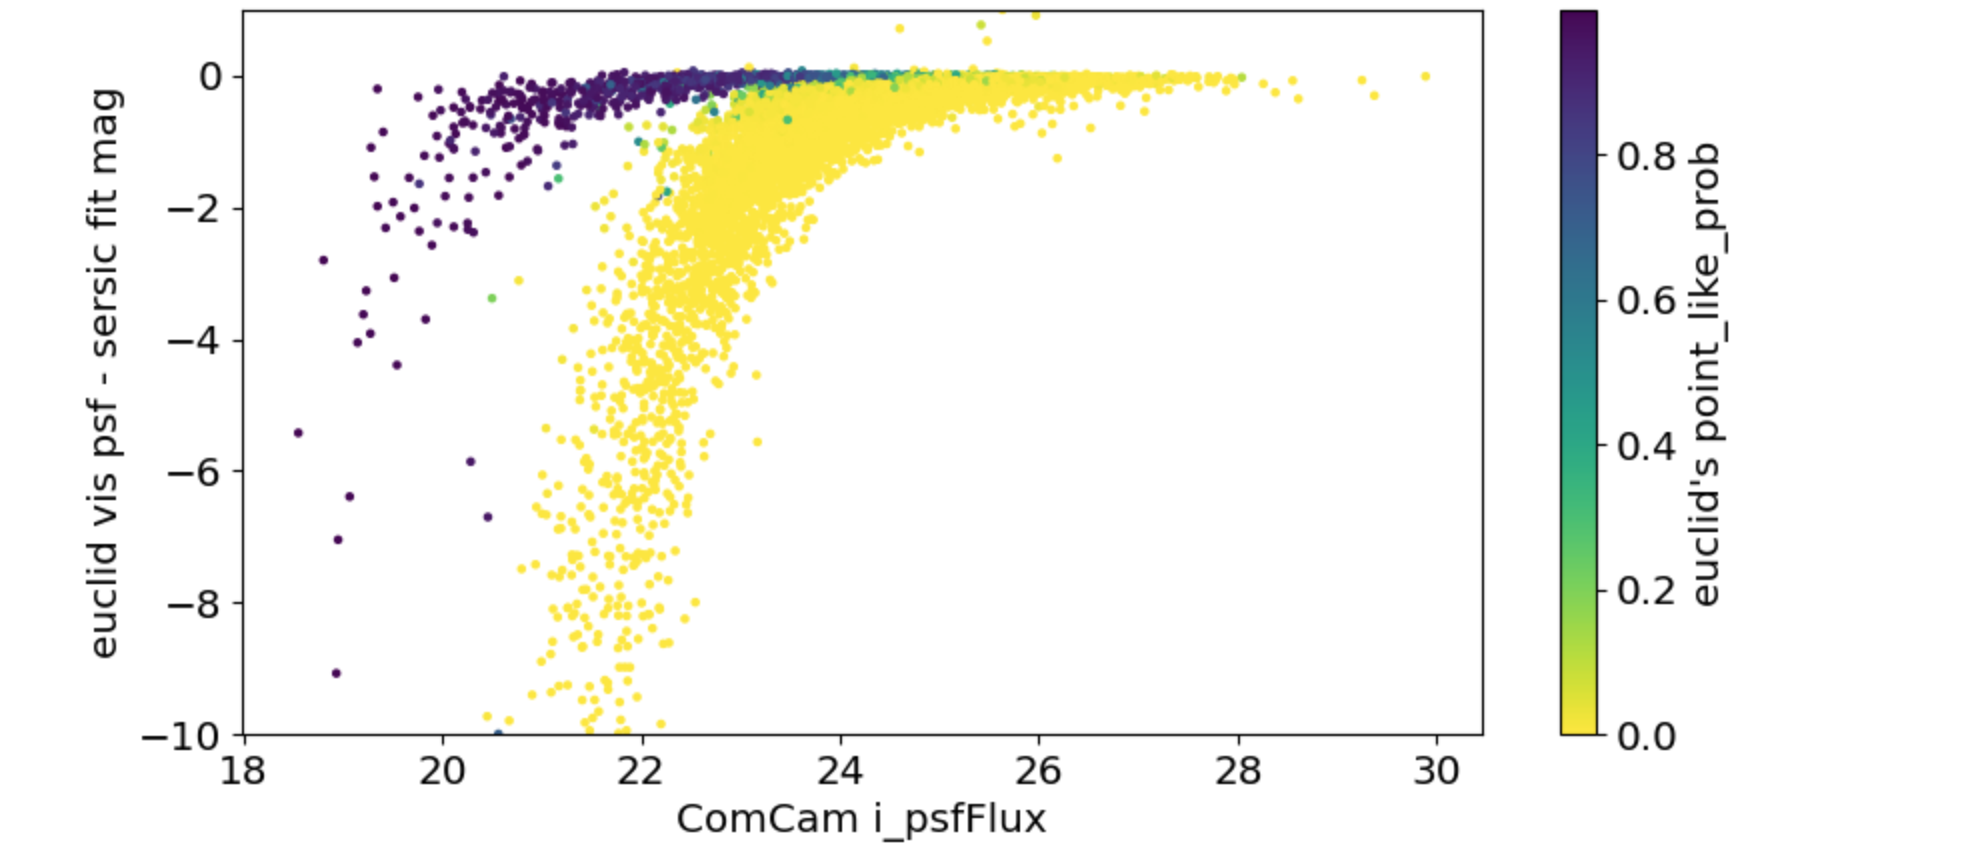 euclid vis psf - sersic fit mag
0
−2
−4
−6
−8
−10
18 20 22 24 26 28 30
ComCam i_psfFlux
0.8
0.6
0.4
0.2
0.0
euclid's point_like_prob